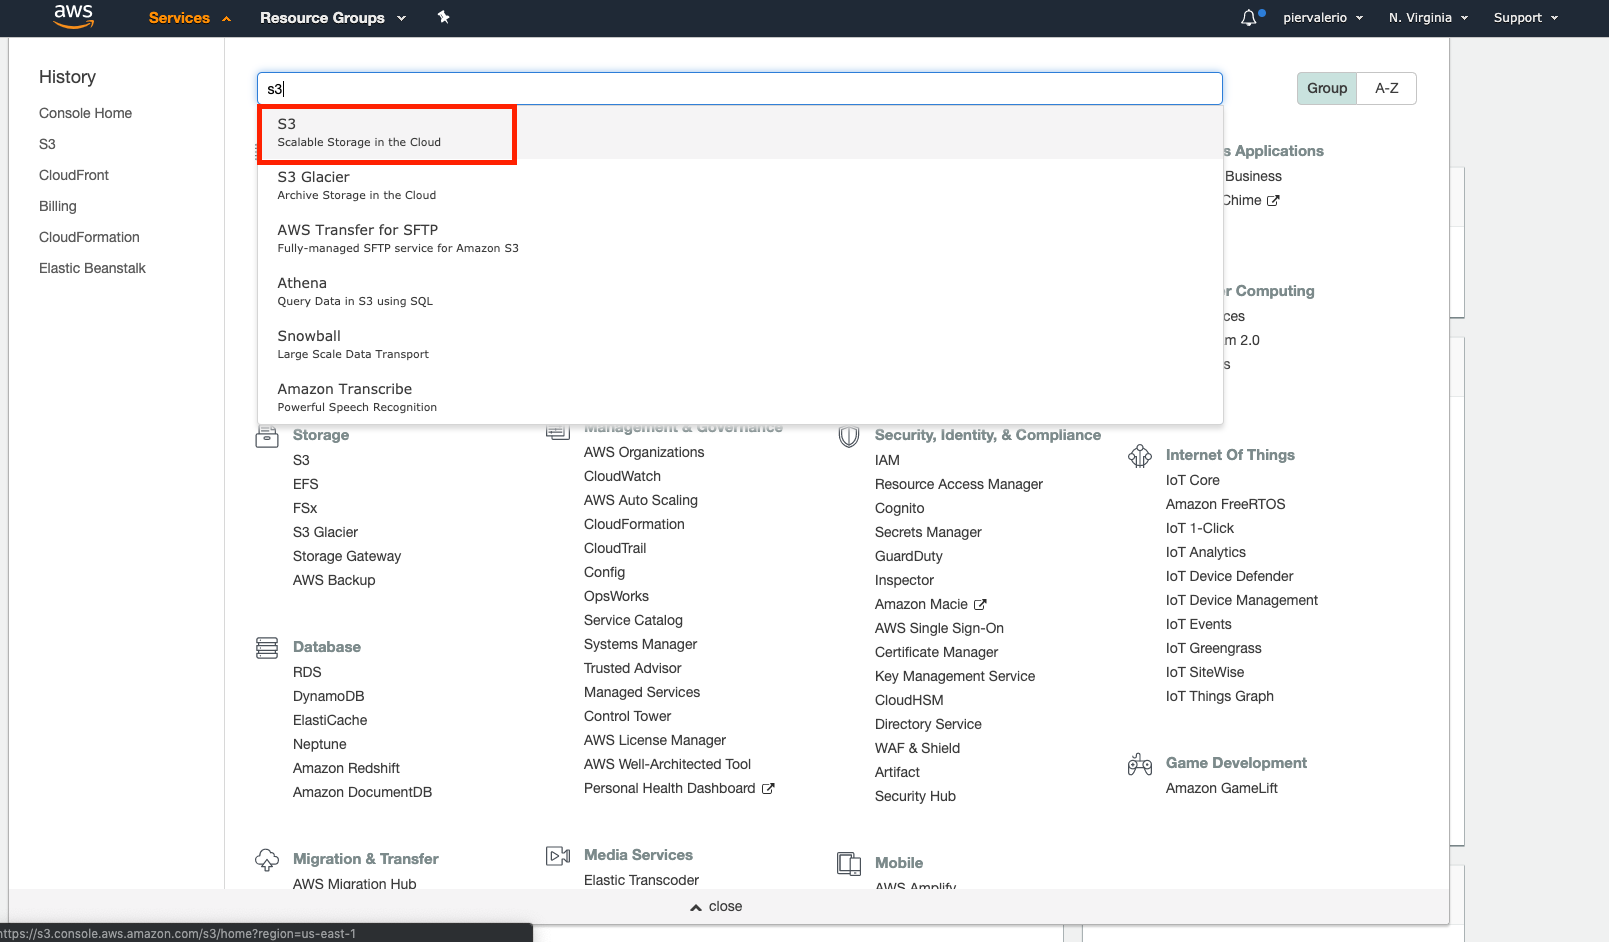 aws Services Resource Groups piervalerio N. Virginia Support
History
Console Home
S3
CloudFront
Billing
CloudFormation
Elastic Beanstalk
s3
Group A-Z
S3
Scalable Storage in the Cloud
S3 Glacier
Archive Storage in the Cloud
AWS Transfer for SFTP
Fully-managed SFTP service for Amazon S3
Athena
Query Data in S3 using SQL
Snowball
Large Scale Data Transport
Amazon Transcribe
Powerful Speech Recognition
s Applications
Business
Chime
r Computing
ces
m 2.0
s
Storage
S3
EFS
FSx
S3 Glacier
Storage Gateway
AWS Backup
Database
RDS
DynamoDB
ElastiCache
Neptune
Amazon Redshift
Amazon DocumentDB
Migration & Transfer
AWS Migration Hub
Management & Governance
AWS Organizations
CloudWatch
AWS Auto Scaling
CloudFormation
CloudTrail
Config
OpsWorks
Service Catalog
Systems Manager
Trusted Advisor
Managed Services
Control Tower
AWS License Manager
AWS Well-Architected Tool
Personal Health Dashboard
Media Services
Elastic Transcoder
Security, Identity, & Compliance
IAM
Resource Access Manager
Cognito
Secrets Manager
GuardDuty
Inspector
Amazon Macie
AWS Single Sign-On
Certificate Manager
Key Management Service
CloudHSM
Directory Service
WAF & Shield
Artifact
Security Hub
Mobile
AWS Amplify
Internet Of Things
IoT Core
Amazon FreeRTOS
IoT 1-Click
IoT Analytics
IoT Device Defender
IoT Device Management
IoT Events
IoT Greengrass
IoT SiteWise
IoT Things Graph
Game Development
Amazon GameLift
close
https://s3.console.aws.amazon.com/s3/home?region=us-east-1